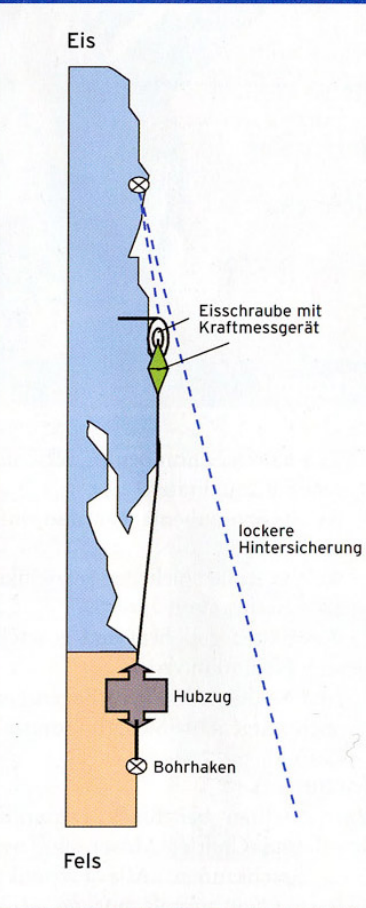 Eis
Eisschraube mit
Kraftmessgerät
lockere
Hintersicherung
Hubzug
Bohrhaken
Fels